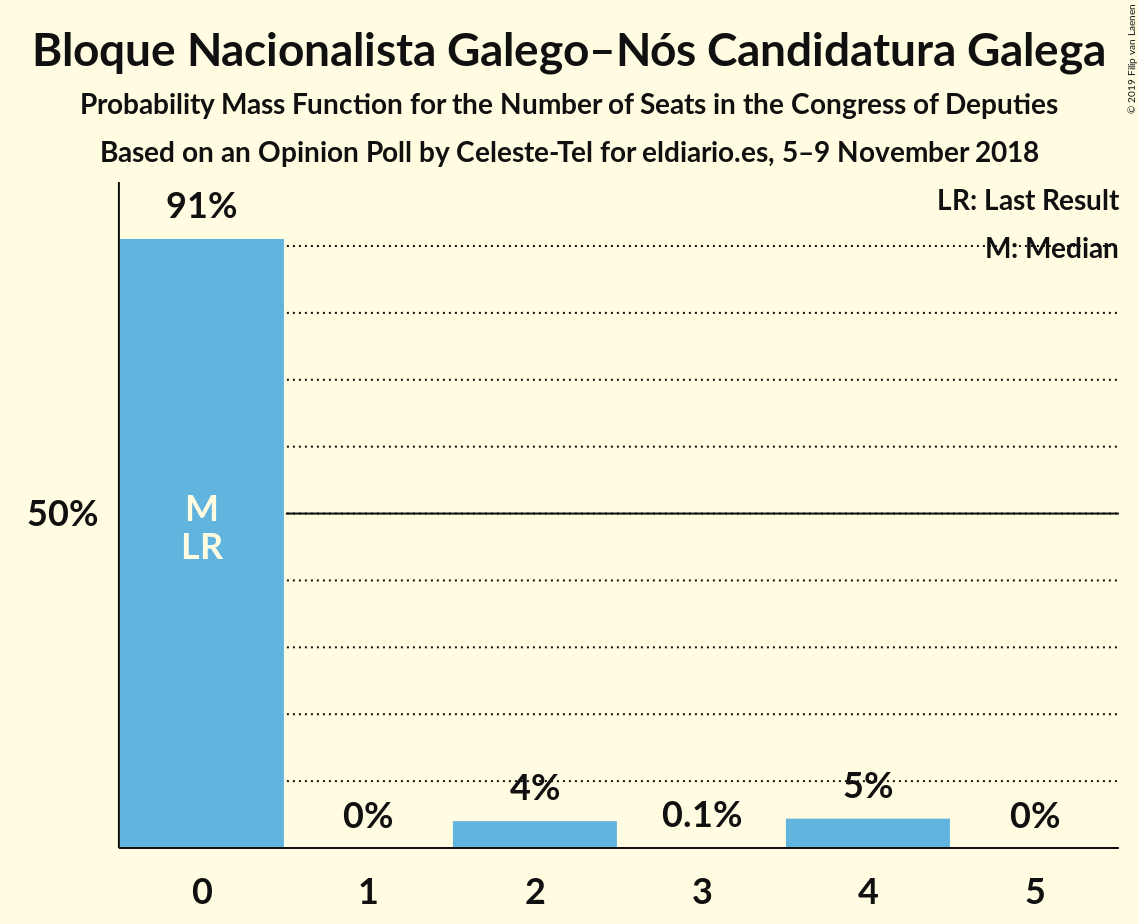 Bloque Nacionalista Galego–Nós Candidatura Galega
Probability Mass Function for the Number of Seats in the Congress of Deputies
Based on an Opinion Poll by Celeste-Tel for eldiario.es, 5–9 November 2018
© 2019 Filip van Laenen
LR: Last Result
M: Median
91%
50%
M
LR
0%
4%
0.1%
5%
0%
0 1 2 3 4 5